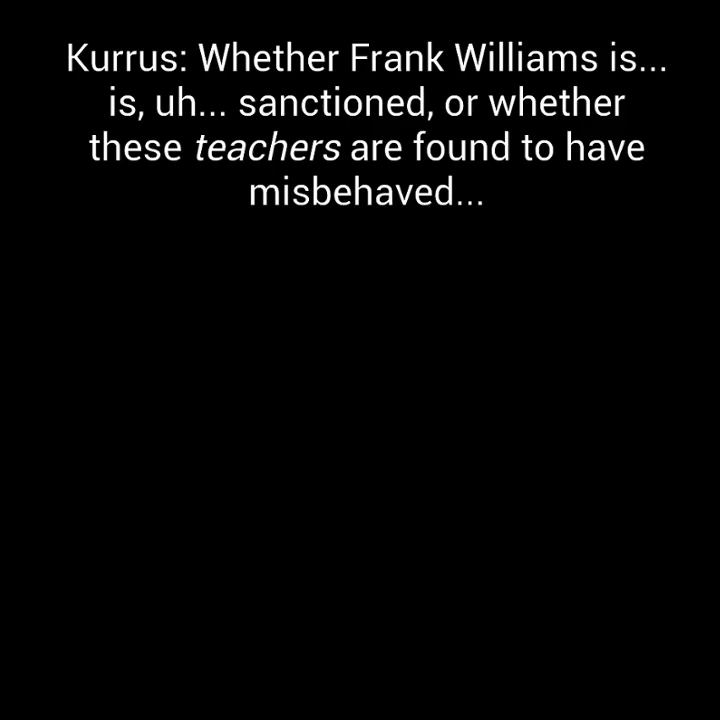 Kurrus: Whether Frank Williams is...
is, uh... sanctioned, or whether
these teachers are found to have
misbehaved...